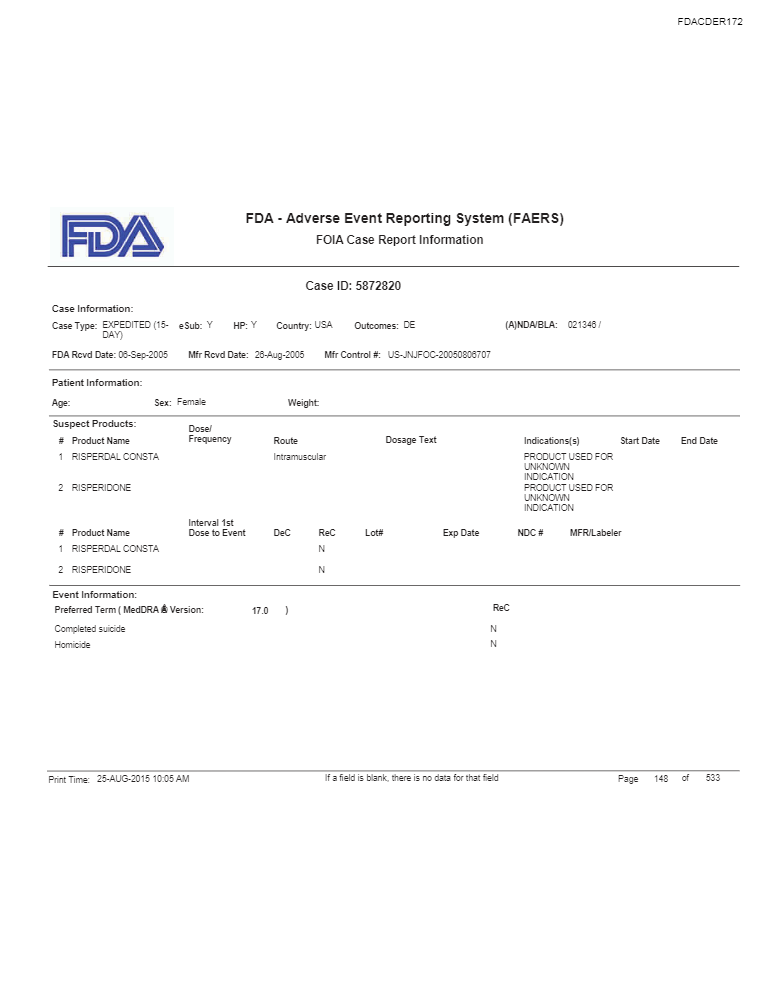 FDACDER172
FDA
FDA - Adverse Event Reporting System (FAERS)
FOIA Case Report Information
Case ID: 5872820
Case Information:
Case Type: EXPEDITED (15- eSub: Y HP: Y Country: USA Outcomes: DE (A)NDA/BLA: 021346 /
DAY)
FDA Rcvd Date: 06-Sep-2005 Mfr Rcvd Date: 26-Aug-2005 Mfr Control #: US-JNJFOC-20050806707
Patient Information:
Age: Sex: Female Weight:
Suspect Products:
Dose/
# Product Name Frequency Route Dosage Text Indications(s) Start Date End Date
1 RISPERDAL CONSTA Intramuscular PRODUCT USED FOR
UNKNOWN
INDICATION
2 RISPERIDONE PRODUCT USED FOR
UNKNOWN
INDICATION
Interval 1st
# Product Name Dose to Event DeC ReC Lot# Exp Date NDC # MFR/Labeler
1 RISPERDAL CONSTA N
2 RISPERIDONE N
Event Information:
Preferred Term ( MedDRA Version: 17.0 ) ReC
Completed suicide N
Homicide N
Print Time: 25-AUG-2015 10:05 AM If a field is blank, there is no data for that field Page 148 of 533